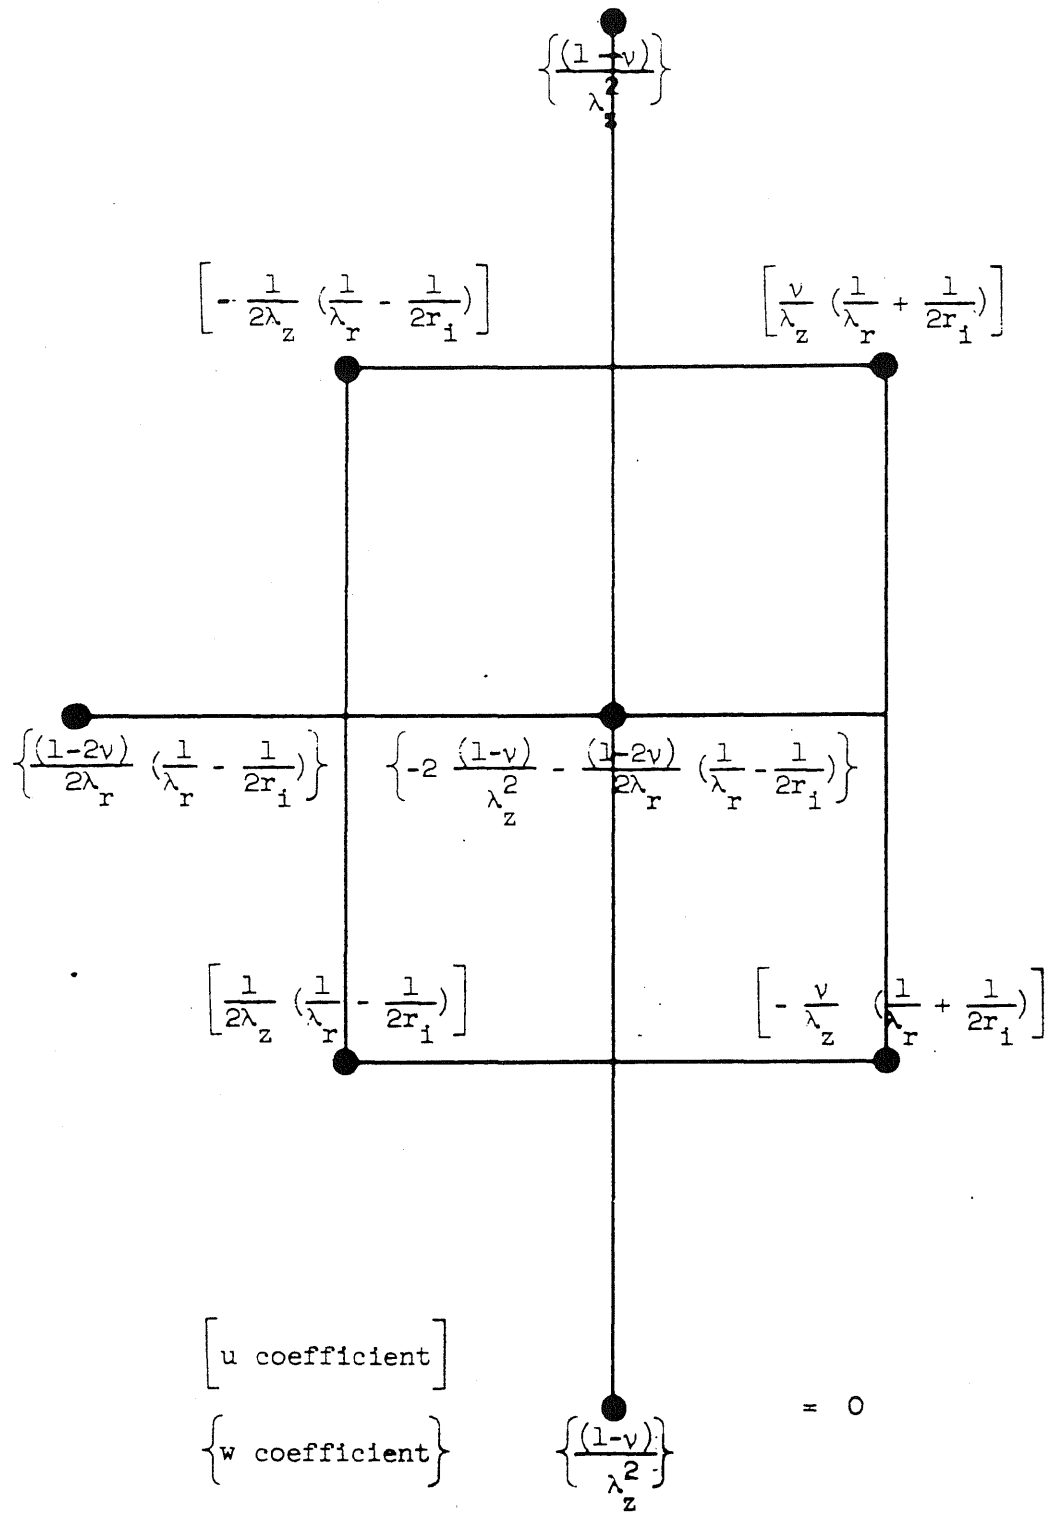 {(1 - ν)/λ_z^2}
[- 1/2λ_z (1/λ_r - 1/2r_i)]
[ν/λ_z (1/λ_r + 1/2r_i)]
{(1-2ν)/2λ_r (1/λ_r - 1/2r_i)}
{-2 (1-ν)/λ_z^2 - (1-2ν)/2λ_r (1/λ_r - 1/2r_i)}
[1/2λ_z (1/λ_r - 1/2r_i)]
[- ν/λ_z (1/λ_r + 1/2r_i)]
[u coefficient]
= 0
{w coefficient}
{(1-ν)/λ_z^2}